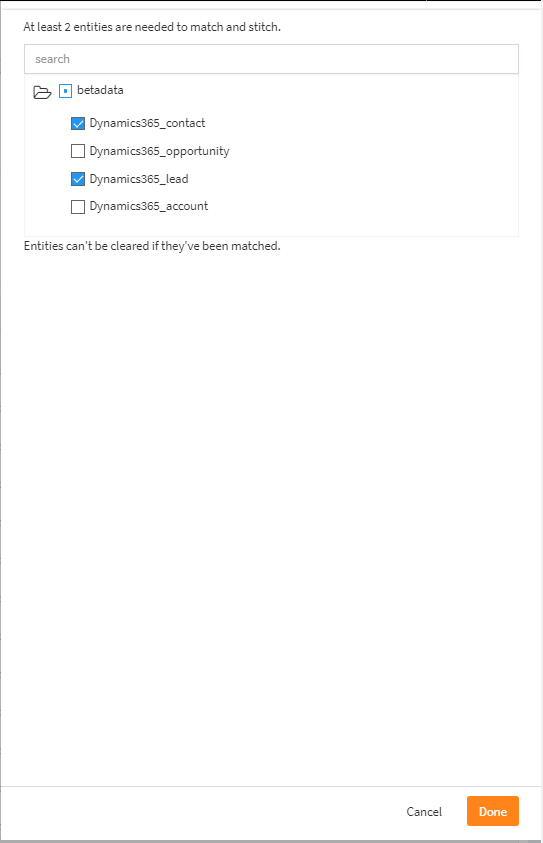 At least 2 entities are needed to match and stitch.
search
betadata
Dynamics365_contact
Dynamics365_opportunity
Dynamics365_lead
Dynamics365_account
Entities can't be cleared if they've been matched.
Cancel
Done